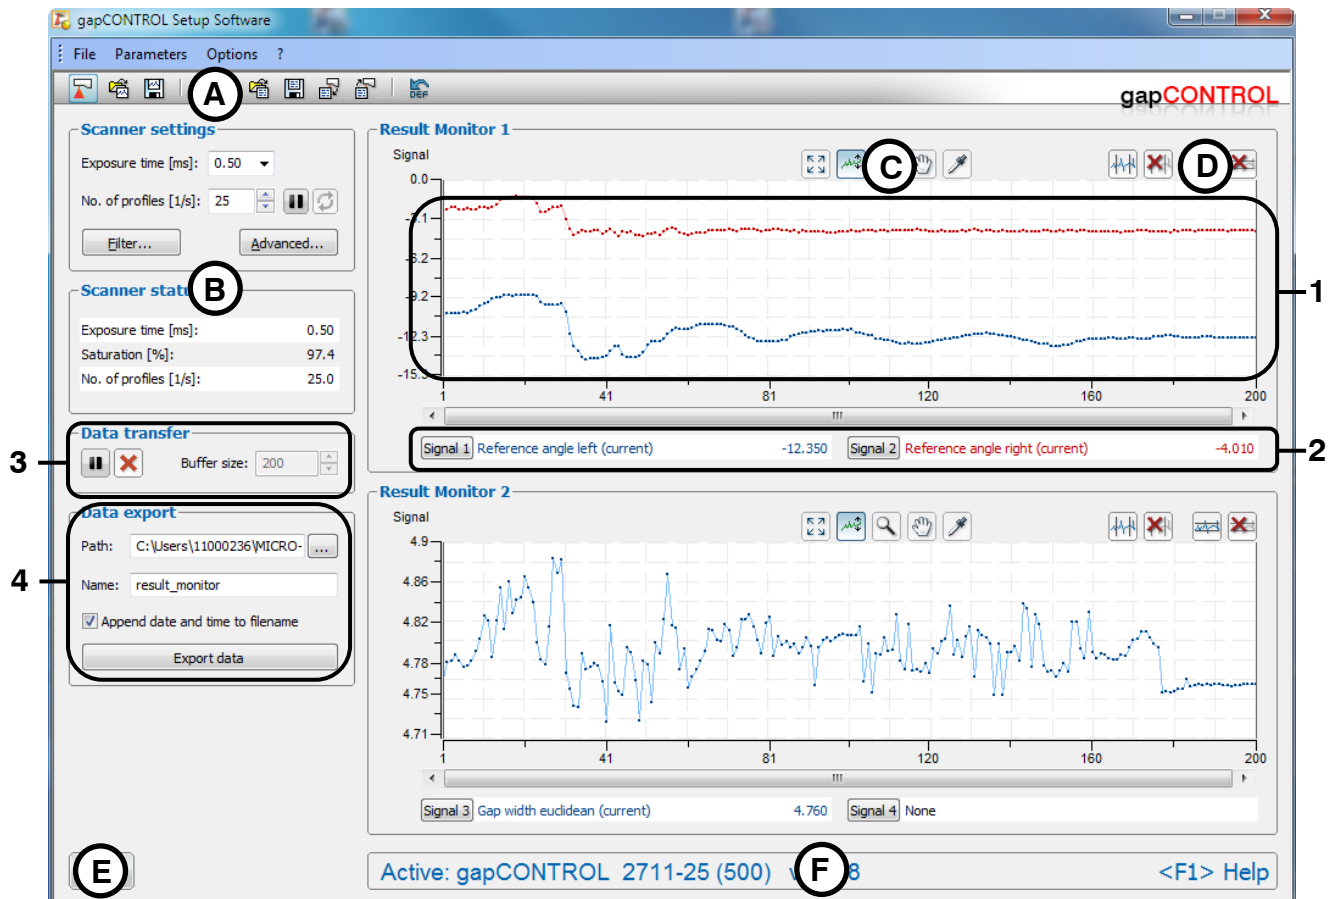 gapCONTROL Setup Software
File Parameters Options ?
A
DEF
gapCONTROL
Scanner settings
Exposure time [ms]: 0.50
No. of profiles [1/s]: 25
Filter... Advanced...
B
Scanner
Exposure time [ms]: 0.50
Saturation [%]: 97.4
No. of profiles [1/s]: 25.0
3
Data transfer
Buffer size: 200
4
Data export
Path: C:\Users\11000236\MICRO- ...
Name: result_monitor
Append date and time to filename
Export data
E
Result Monitor 1
Signal
C
D
0.0
-3.1
-6.2
-9.2
-12.3
1 41 81 120 160 200
1
Signal 1 Reference angle left (current) -12.350 Signal 2 Reference angle right (current) -4.010
2
Result Monitor 2
Signal
4.9
4.86
4.82
4.78
4.75
4.71
1 41 81 120 160 200
Signal 3 Gap width euclidean (current) 4.760 Signal 4 None
Active: gapCONTROL 2711-25 (500) F <F1> Help